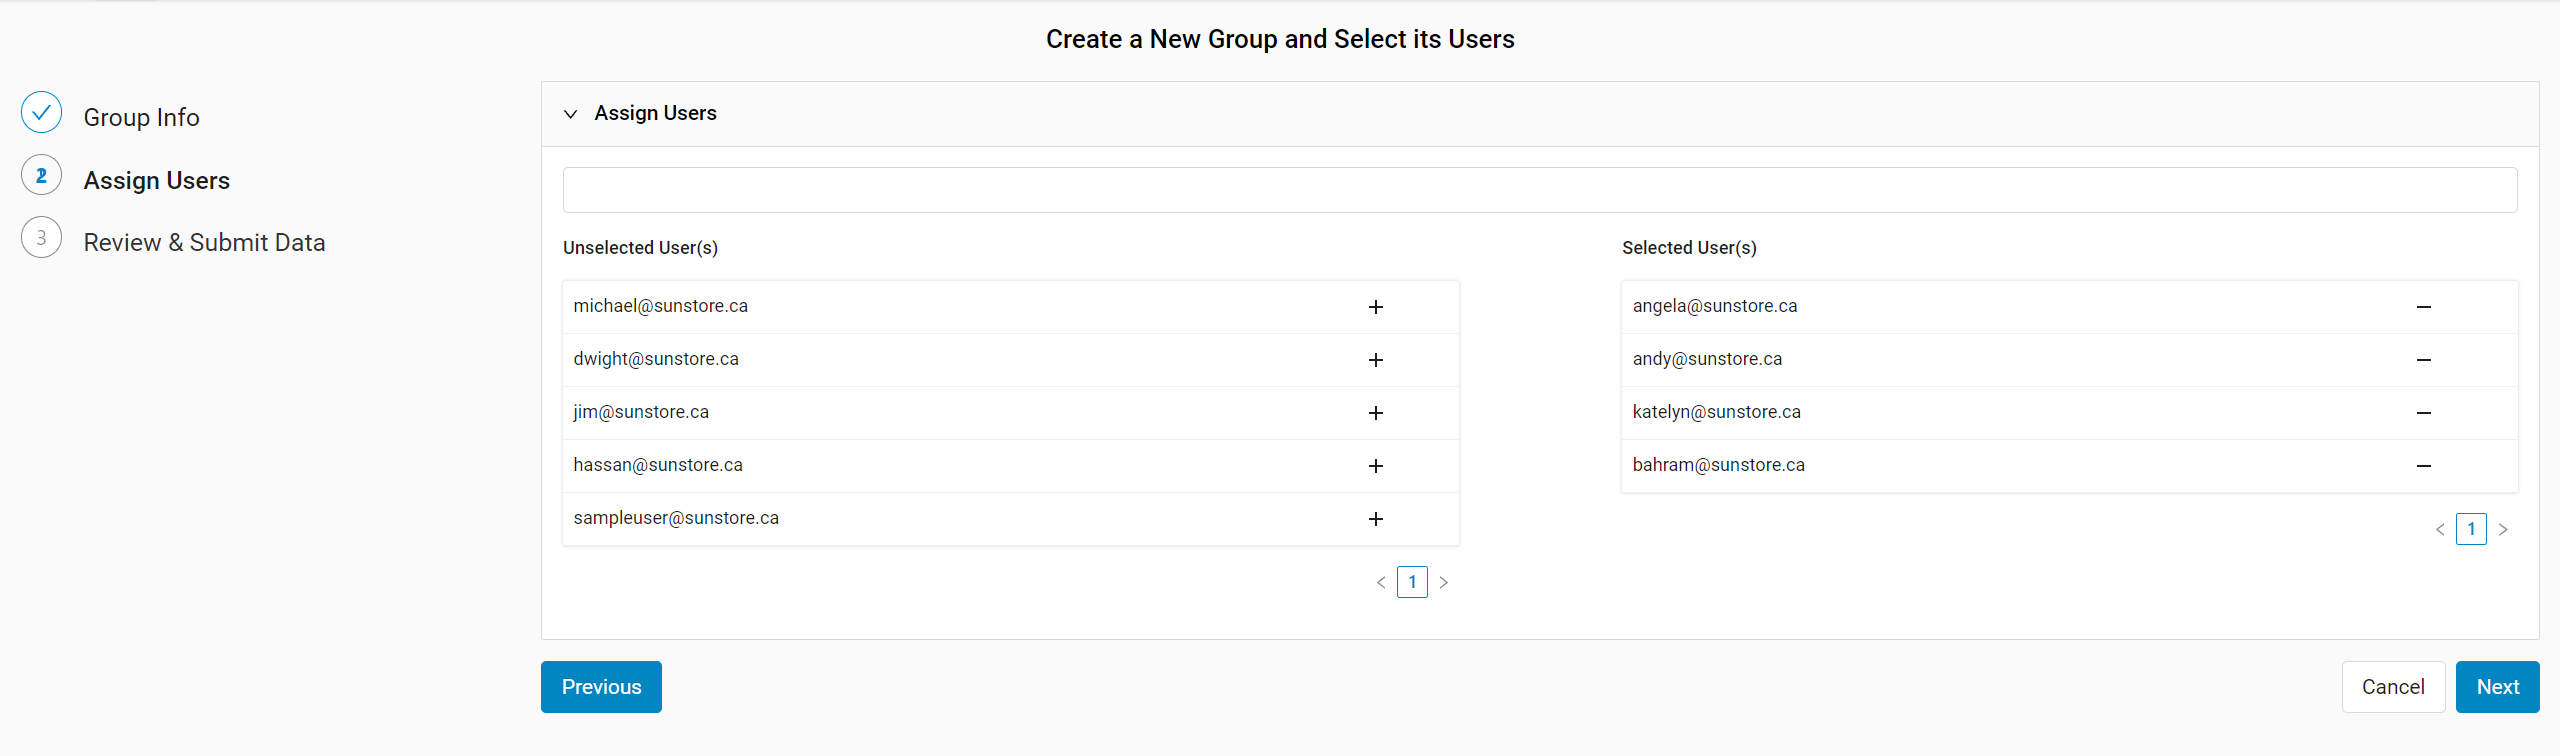 Create a New Group and Select its Users
Group Info
2 Assign Users
3 Review & Submit Data
Assign Users
Unselected User(s)
michael@sunstore.ca
dwight@sunstore.ca
jim@sunstore.ca
hassan@sunstore.ca
sampleuser@sunstore.ca
< 1 >
Selected User(s)
angela@sunstore.ca
andy@sunstore.ca
katelyn@sunstore.ca
bahram@sunstore.ca
< 1 >
Previous
Cancel
Next